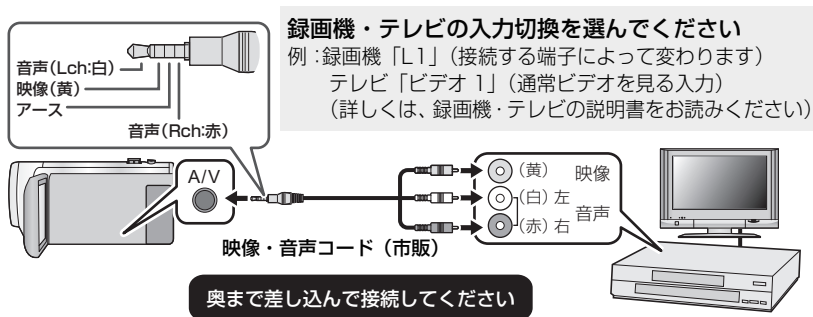 録画機・テレビの入力切換を選んでください
例：録画機「L1」（接続する端子によって変わります）
テレビ「ビデオ 1」（通常ビデオを見る入力）
（詳しくは、録画機・テレビの説明書をお読みください）
音声（Lch:白）
映像（黄）
アース
音声（Rch:赤）
A/V
（黄） 映像
（白）左
音声
（赤）右
映像・音声コード（市販）
奥まで差し込んで接続してください